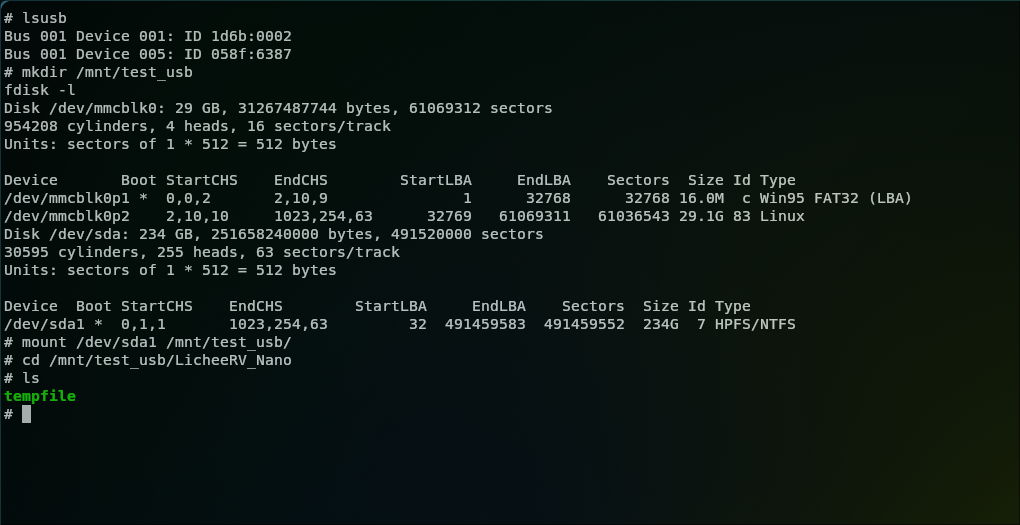 # lsusb
Bus 001 Device 001: ID 1d6b:0002
Bus 001 Device 005: ID 058f:6387
# mkdir /mnt/test_usb
fdisk -l
Disk /dev/mmcblk0: 29 GB, 31267487744 bytes, 61069312 sectors
954208 cylinders, 4 heads, 16 sectors/track
Units: sectors of 1 * 512 = 512 bytes

Device       Boot StartCHS    EndCHS        StartLBA     EndLBA    Sectors  Size Id Type
/dev/mmcblk0p1 *  0,0,2       2,10,9               1      32768      32768 16.0M  c Win95 FAT32 (LBA)
/dev/mmcblk0p2    2,10,10     1023,254,63      32769   61069311   61036543 29.1G 83 Linux
Disk /dev/sda: 234 GB, 251658240000 bytes, 491520000 sectors
30595 cylinders, 255 heads, 63 sectors/track
Units: sectors of 1 * 512 = 512 bytes

Device  Boot StartCHS    EndCHS        StartLBA     EndLBA    Sectors  Size Id Type
/dev/sda1 *  0,1,1       1023,254,63         32  491459583  491459552  234G  7 HPFS/NTFS
# mount /dev/sda1 /mnt/test_usb/
# cd /mnt/test_usb/LicheeRV_Nano
# ls
tempfile
#